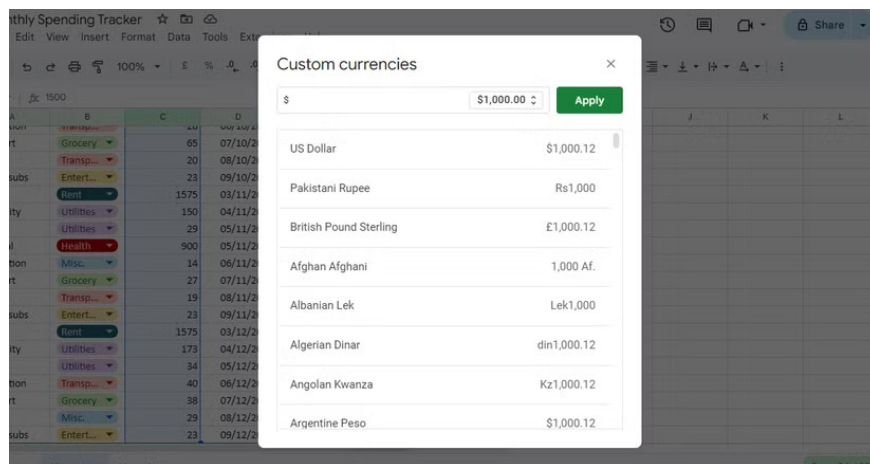 nthly Spending Tracker
Edit View Insert Format Data Tools Exte
100% £ % .0
Share
fx 1500
Custom currencies
$ $1,000.00 Apply
US Dollar $1,000.12
Pakistani Rupee Rs1,000
British Pound Sterling £1,000.12
Afghan Afghani 1,000 Af.
Albanian Lek Lek1,000
Algerian Dinar din1,000.12
Angolan Kwanza Kz1,000.12
Argentine Peso $1,000.12
A B C D J K L
rt Grocery 65 07/10/2
Transp... 20 08/10/2
subs Entert... 23 09/10/2
Rent 1575 03/11/2
ity Utilities 150 04/11/2
Utilities 29 05/11/2
l Health 900 05/11/2
tion Misc. 14 06/11/2
rt Grocery 27 07/11/2
Transp... 19 08/11/2
subs Entert... 23 09/11/2
Rent 1575 03/12/2
ity Utilities 173 04/12/2
Utilities 34 05/12/2
tion Transp... 40 06/12/2
rt Grocery 38 07/12/2
Misc. 29 08/12/2
subs Entert... 23 09/12/2